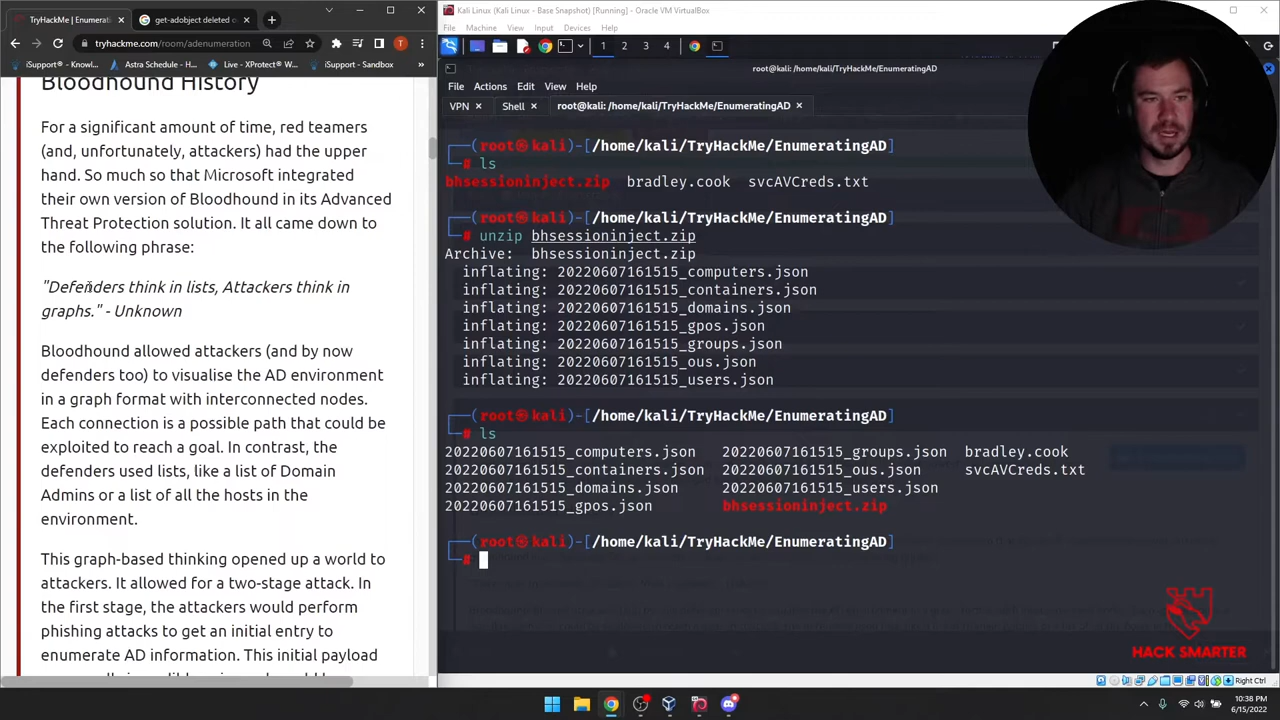 TryHackMe | Enumerati
get-adobject deleted o
Kali Linux (Kali Linux - Base Snapshot) [Running] - Oracle VM VirtualBox
File Machine View Input Devices Help
tryhackme.com/room/adenumeration
T
1 2 3 4
iSupport® - Knowl...
Astra Schedule - H...
Live - XProtect® W...
iSupport - Sandbox
root@kali: /home/kali/TryHackMe/EnumeratingAD
File Actions Edit View Help
VPN Shell root@kali: /home/kali/TryHackMe/EnumeratingAD
Bloodhound History
For a significant amount of time, red teamers
(and, unfortunately, attackers) had the upper
hand. So much so that Microsoft integrated
their own version of Bloodhound in its Advanced
Threat Protection solution. It all came down to
the following phrase:
"Defenders think in lists, Attackers think in
graphs." - Unknown
Bloodhound allowed attackers (and by now
defenders too) to visualise the AD environment
in a graph format with interconnected nodes.
Each connection is a possible path that could be
exploited to reach a goal. In contrast, the
defenders used lists, like a list of Domain
Admins or a list of all the hosts in the
environment.
This graph-based thinking opened up a world to
attackers. It allowed for a two-stage attack. In
the first stage, the attackers would perform
phishing attacks to get an initial entry to
enumerate AD information. This initial payload
(root㉿kali)-[/home/kali/TryHackMe/EnumeratingAD]
# ls
bhsessioninject.zip bradley.cook svcAVCreds.txt
(root㉿kali)-[/home/kali/TryHackMe/EnumeratingAD]
# unzip bhsessioninject.zip
Archive: bhsessioninject.zip
inflating: 20220607161515_computers.json
inflating: 20220607161515_containers.json
inflating: 20220607161515_domains.json
inflating: 20220607161515_gpos.json
inflating: 20220607161515_groups.json
inflating: 20220607161515_ous.json
inflating: 20220607161515_users.json
(root㉿kali)-[/home/kali/TryHackMe/EnumeratingAD]
# ls
20220607161515_computers.json 20220607161515_groups.json bradley.cook
20220607161515_containers.json 20220607161515_ous.json svcAVCreds.txt
20220607161515_domains.json 20220607161515_users.json
20220607161515_gpos.json bhsessioninject.zip
(root㉿kali)-[/home/kali/TryHackMe/EnumeratingAD]
#
HACK SMARTER
Right Ctrl
10:38 PM
6/15/2022